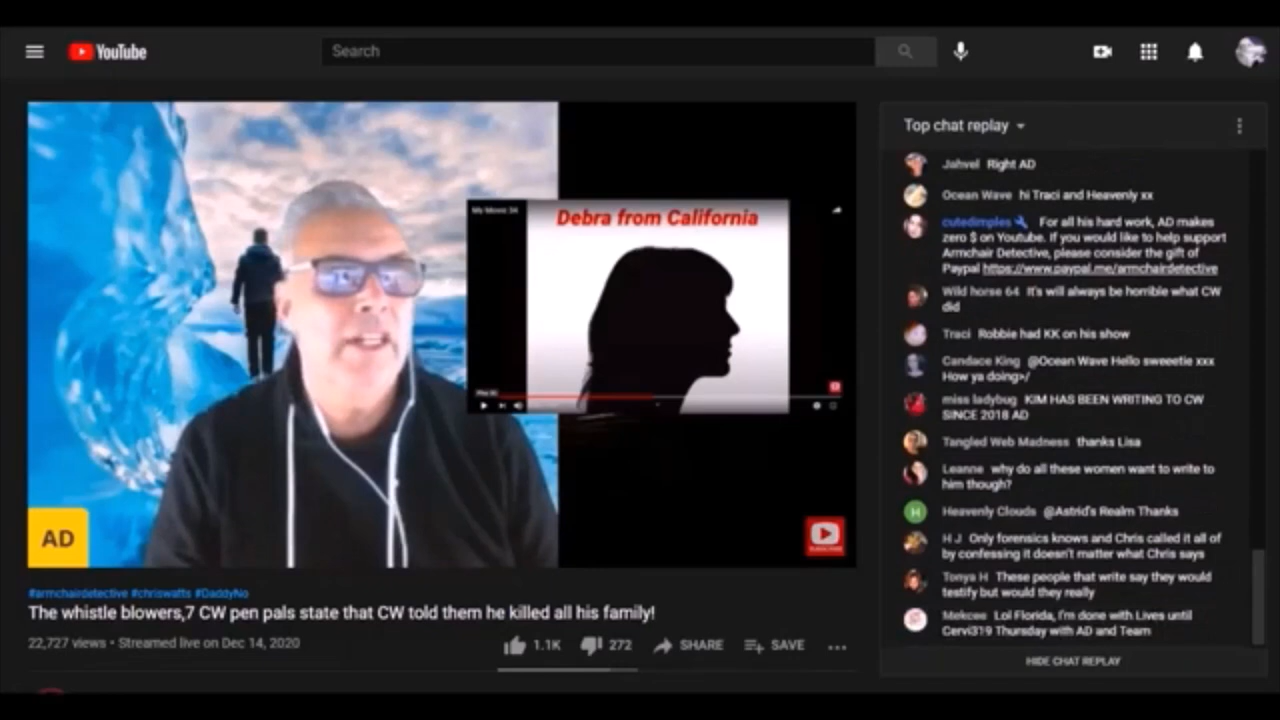 YouTube
Search
My Movie 34
Debra from California
AD
#armchairdetective #chriswatts #DaddyNo
The whistle blowers,7 CW pen pals state that CW told them he killed all his family!
22,727 views • Streamed live on Dec 14, 2020
1.1K
272
SHARE
SAVE
Top chat replay
Jahvel Right AD
Ocean Wave hi Traci and Heavenly xx
cutedimples For all his hard work, AD makes
zero $ on Youtube. If you would like to help support
Armchair Detective, please consider the gift of
Paypal https://www.paypal.me/armchairdetective
Wild horse 64 It's will always be horrible what CW
did
Traci Robbie had KK on his show
Candace King @Ocean Wave Hello sweeetie xxx
How ya doing>/
miss ladybug KIM HAS BEEN WRITING TO CW
SINCE 2018 AD
Tangled Web Madness thanks Lisa
Leanne why do all these women want to write to
him though?
H
Heavenly Clouds @Astrid's Realm Thanks
H J Only forensics knows and Chris called it all of
by confessing it doesn't matter what Chris says
Tonya H These people that write say they would
testify but would they really
Mekcee Lol Florida, I'm done with Lives until
Cervi319 Thursday with AD and Team
HIDE CHAT REPLAY